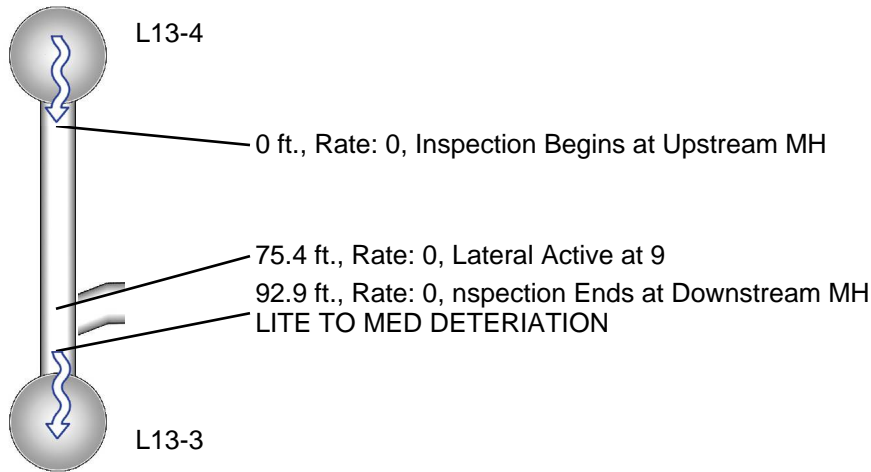 L13-4
0 ft., Rate: 0, Inspection Begins at Upstream MH
75.4 ft., Rate: 0, Lateral Active at 9
92.9 ft., Rate: 0, nspection Ends at Downstream MH
LITE TO MED DETERIATION
L13-3